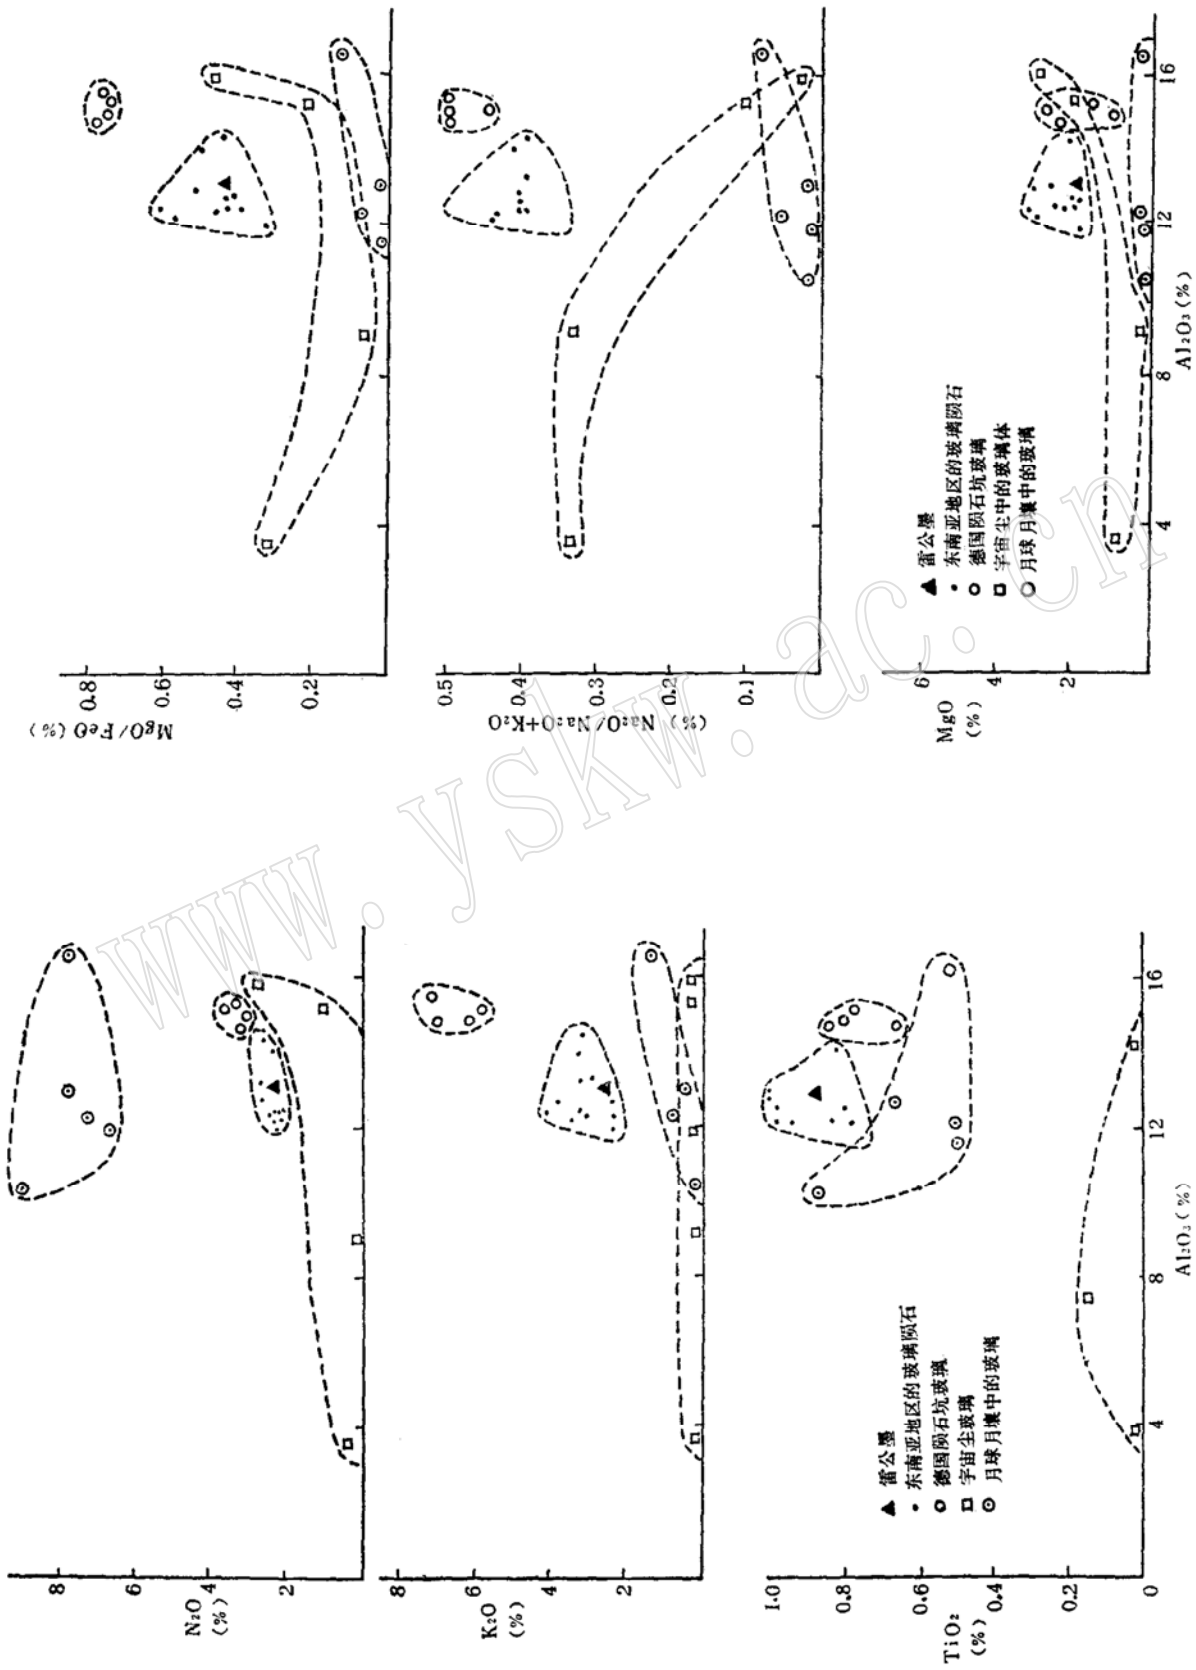 N₂O
(%)
8
6
4
2
K₂O
(%)
8
6
4
2
TiO₂
(%)
1.0
0.8
0.6
0.4
0.2
0
4
8
12
16
Al₂O₃(%)
▲ 雷公墨
• 东南亚地区的玻璃陨石
○ 德国陨石坑玻璃
□ 宇宙尘玻璃
⊙ 月球月壤中的玻璃
MgO/FeO(%)
0.8
0.6
0.4
0.2
(%) Na₂O/Na₂O+K₂O
0.5
0.4
0.3
0.2
0.1
MgO
(%)
6
4
2
4
8
12
16
Al₂O₃(%)
▲ 雷公墨
• 东南亚地区的玻璃陨石
○ 德国陨石坑玻璃
□ 宇宙尘中的玻璃体
○ 月球月壤中的玻璃
www.yskw.ac.cn